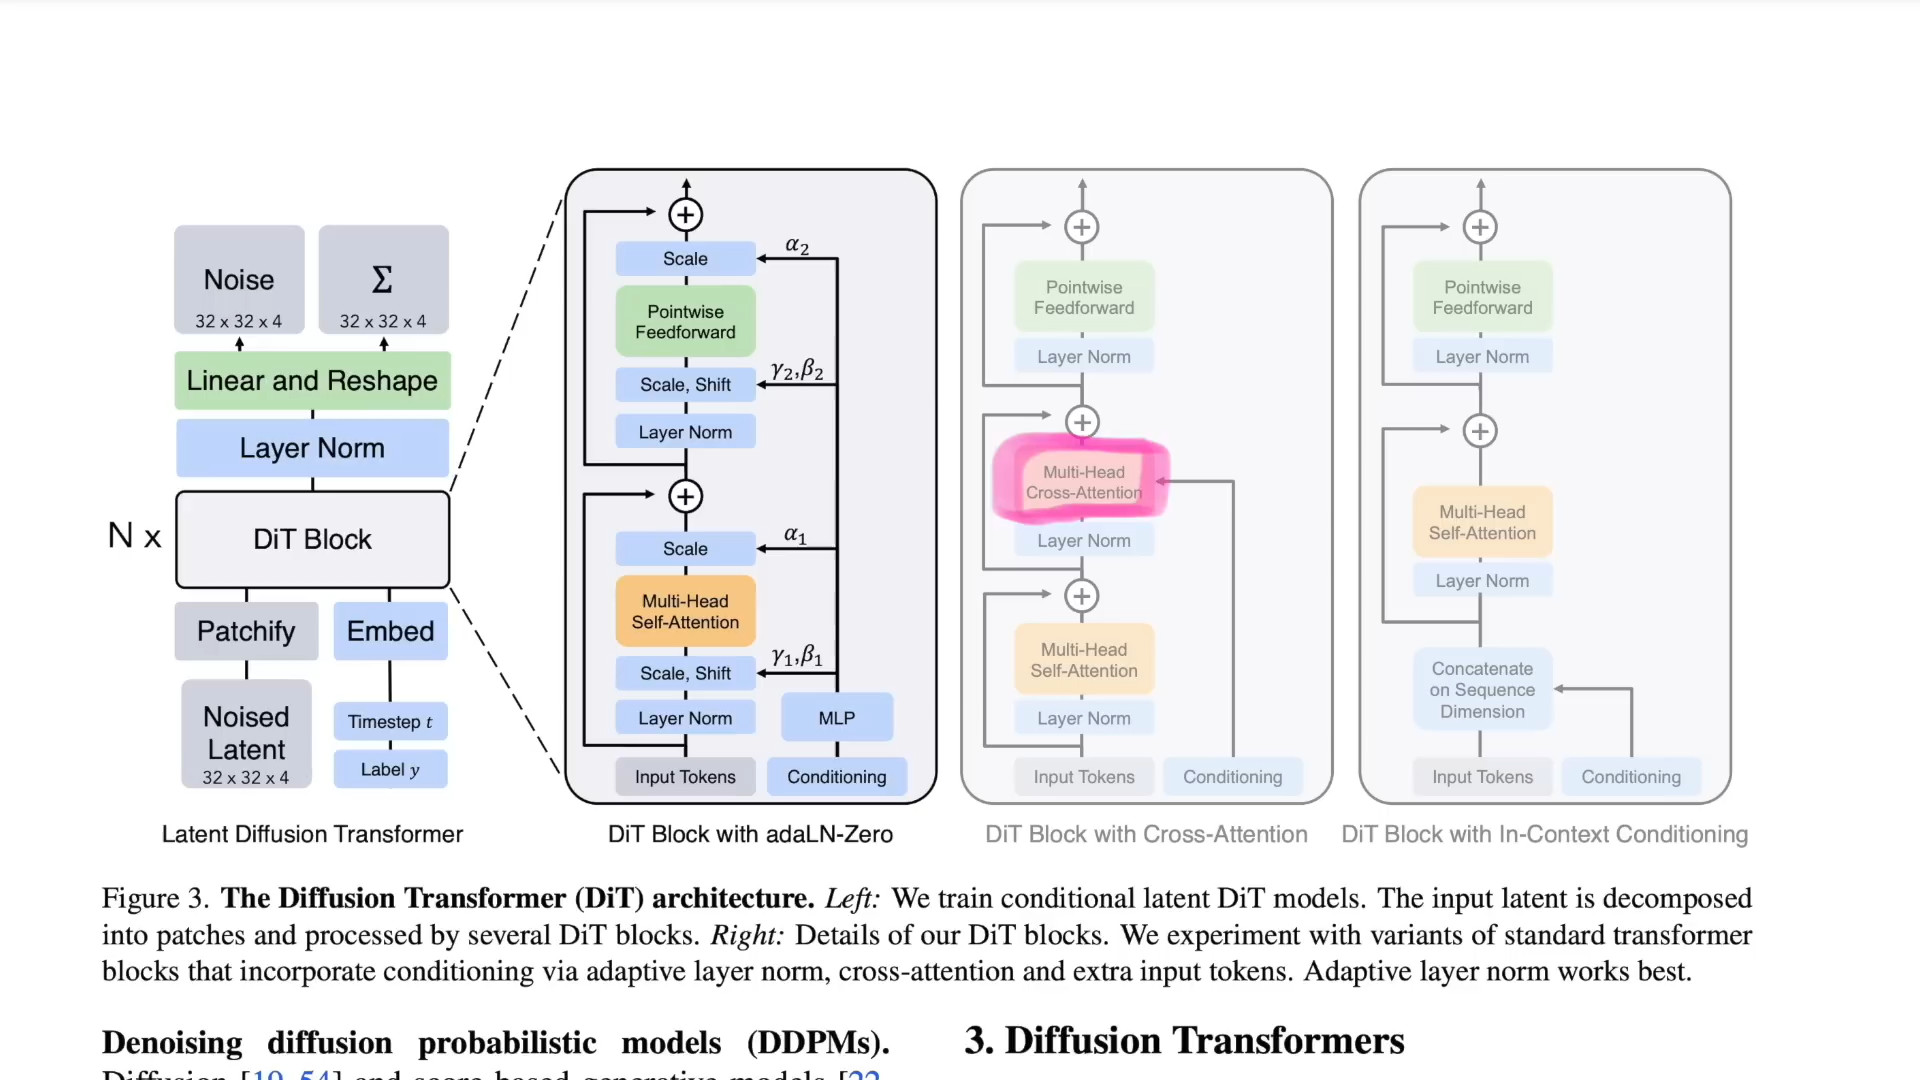 Noise
32 x 32 x 4
Σ
32 x 32 x 4
Linear and Reshape
Layer Norm
N x
DiT Block
Patchify
Embed
Noised
Latent
32 x 32 x 4
Timestep t
Label y
Latent Diffusion Transformer
+
Scale
α2
Pointwise
Feedforward
Scale, Shift
γ2,β2
Layer Norm
+
Scale
α1
Multi-Head
Self-Attention
Scale, Shift
γ1,β1
Layer Norm
MLP
Input Tokens
Conditioning
DiT Block with adaLN-Zero
+
Pointwise
Feedforward
Layer Norm
+
Multi-Head
Cross-Attention
Layer Norm
+
Multi-Head
Self-Attention
Layer Norm
Input Tokens
Conditioning
DiT Block with Cross-Attention
+
Pointwise
Feedforward
Layer Norm
+
Multi-Head
Self-Attention
Layer Norm
Concatenate
on Sequence
Dimension
Input Tokens
Conditioning
DiT Block with In-Context Conditioning
Figure 3. The Diffusion Transformer (DiT) architecture. Left: We train conditional latent DiT models. The input latent is decomposed
into patches and processed by several DiT blocks. Right: Details of our DiT blocks. We experiment with variants of standard transformer
blocks that incorporate conditioning via adaptive layer norm, cross-attention and extra input tokens. Adaptive layer norm works best.
Denoising diffusion probabilistic models (DDPMs).
Diffusion [19, 54] and score-based generative models [22,
3. Diffusion Transformers